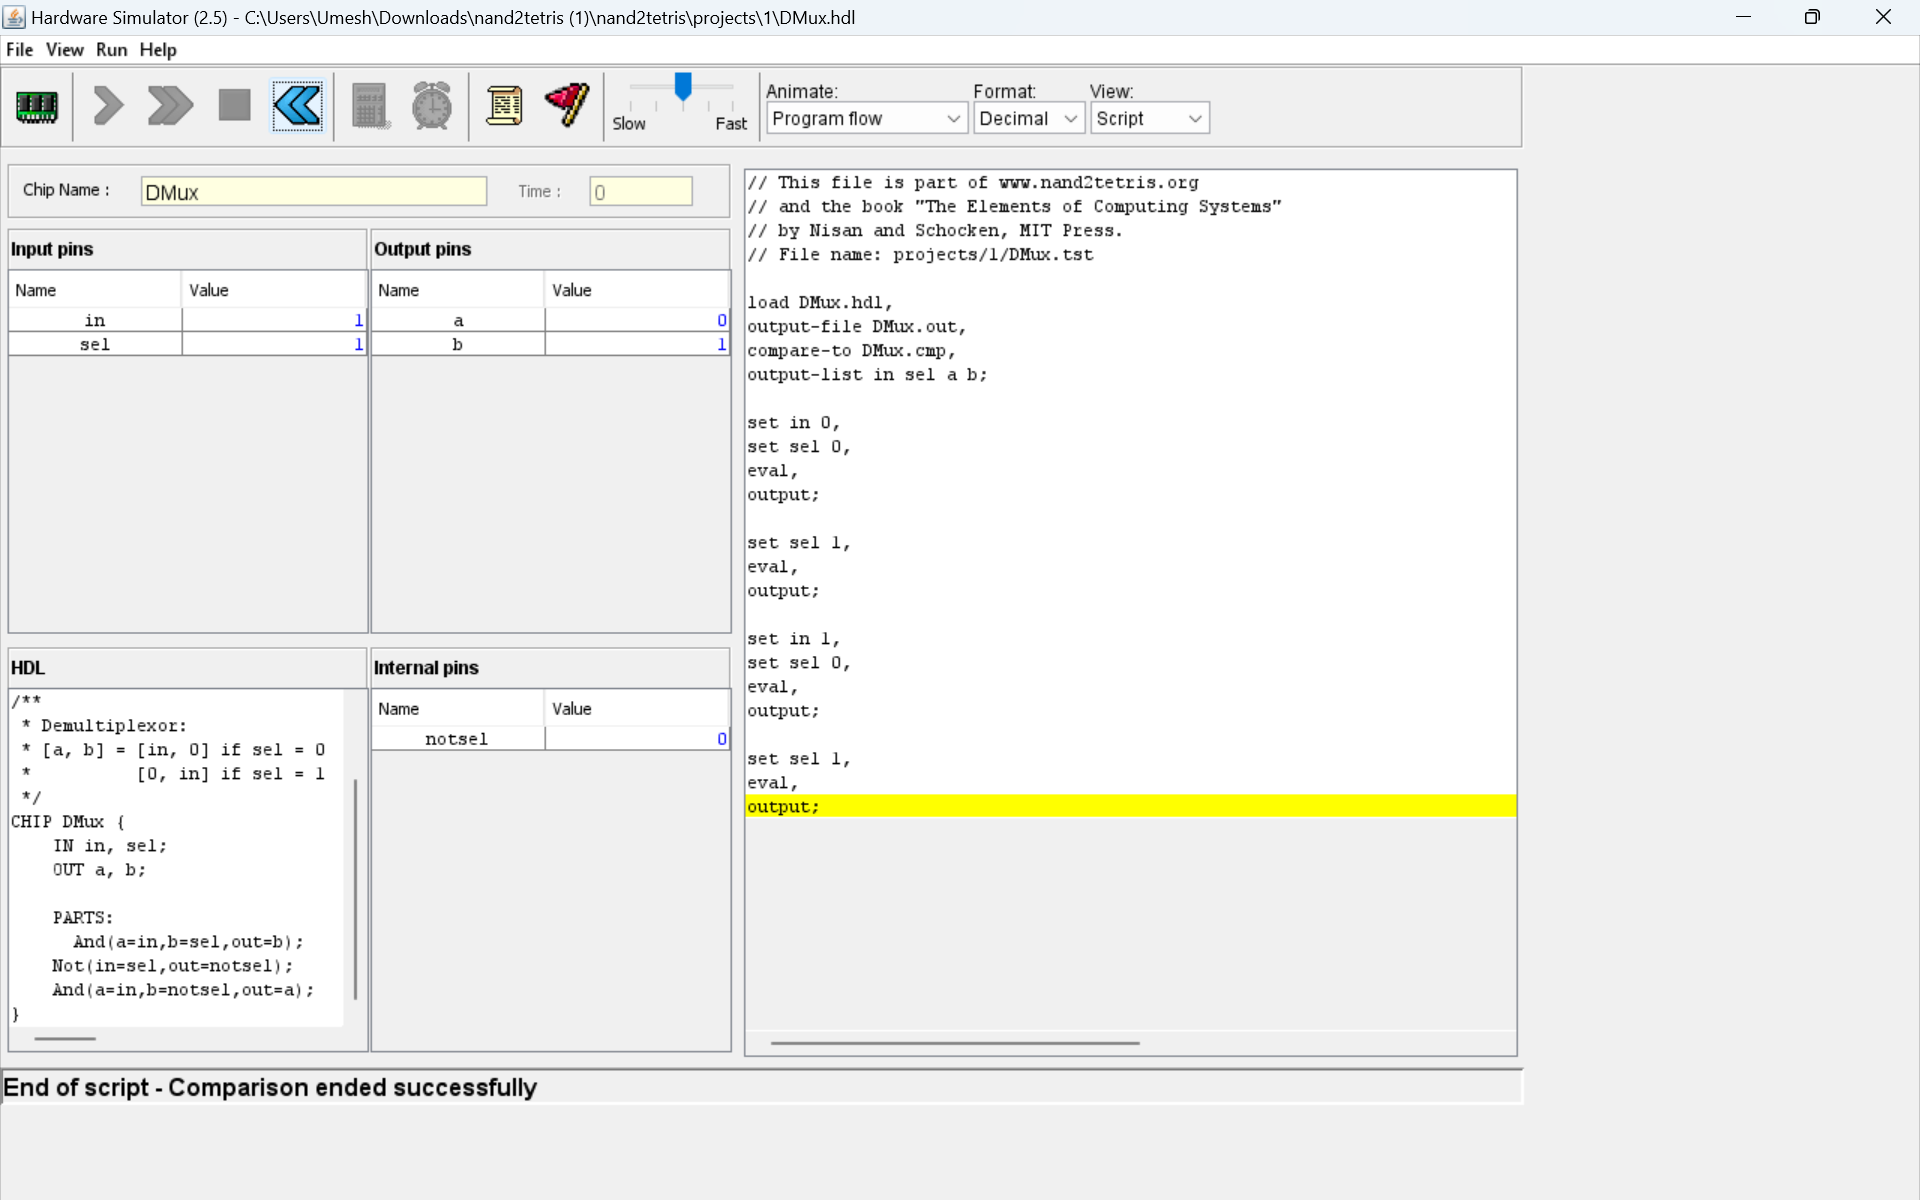 Hardware Simulator (2.5) - C:\Users\Umesh\Downloads\nand2tetris (1)\nand2tetris\projects\1\DMux.hdl
File View Run Help
Slow Fast
Animate:
Program flow
Format:
Decimal
View:
Script
Chip Name : DMux Time : 0
Input pins
Name Value
in 1
sel 1
Output pins
Name Value
a 0
b 1
HDL
/**
 * Demultiplexor:
 * [a, b] = [in, 0] if sel = 0
 *          [0, in] if sel = 1
 */
CHIP DMux {
    IN in, sel;
    OUT a, b;
    PARTS:
      And(a=in,b=sel,out=b);
    Not(in=sel,out=notsel);
    And(a=in,b=notsel,out=a);
}
Internal pins
Name Value
notsel 0
// This file is part of www.nand2tetris.org
// and the book "The Elements of Computing Systems"
// by Nisan and Schocken, MIT Press.
// File name: projects/1/DMux.tst
load DMux.hdl,
output-file DMux.out,
compare-to DMux.cmp,
output-list in sel a b;
set in 0,
set sel 0,
eval,
output;
set sel 1,
eval,
output;
set in 1,
set sel 0,
eval,
output;
set sel 1,
eval,
output;
End of script - Comparison ended successfully